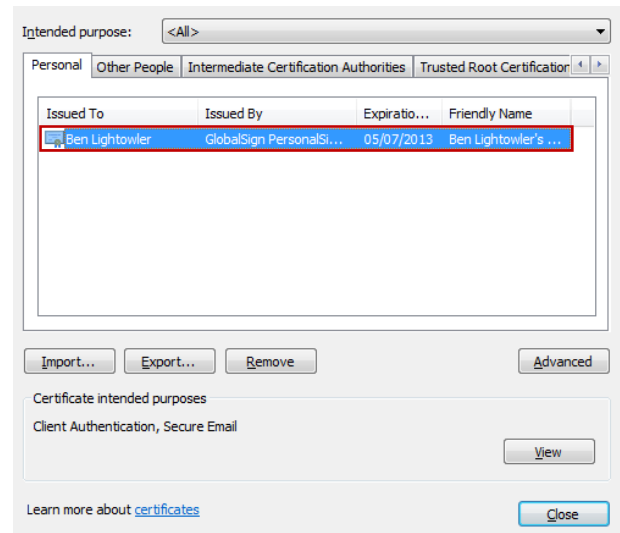 Intended purpose: <All>
Personal Other People Intermediate Certification Authorities Trusted Root Certification
Issued To Issued By Expiratio... Friendly Name
Ben Lightowler GlobalSign PersonalSi... 05/07/2013 Ben Lightowler's ...
Import... Export... Remove Advanced
Certificate intended purposes
Client Authentication, Secure Email
View
Learn more about certificates
Close